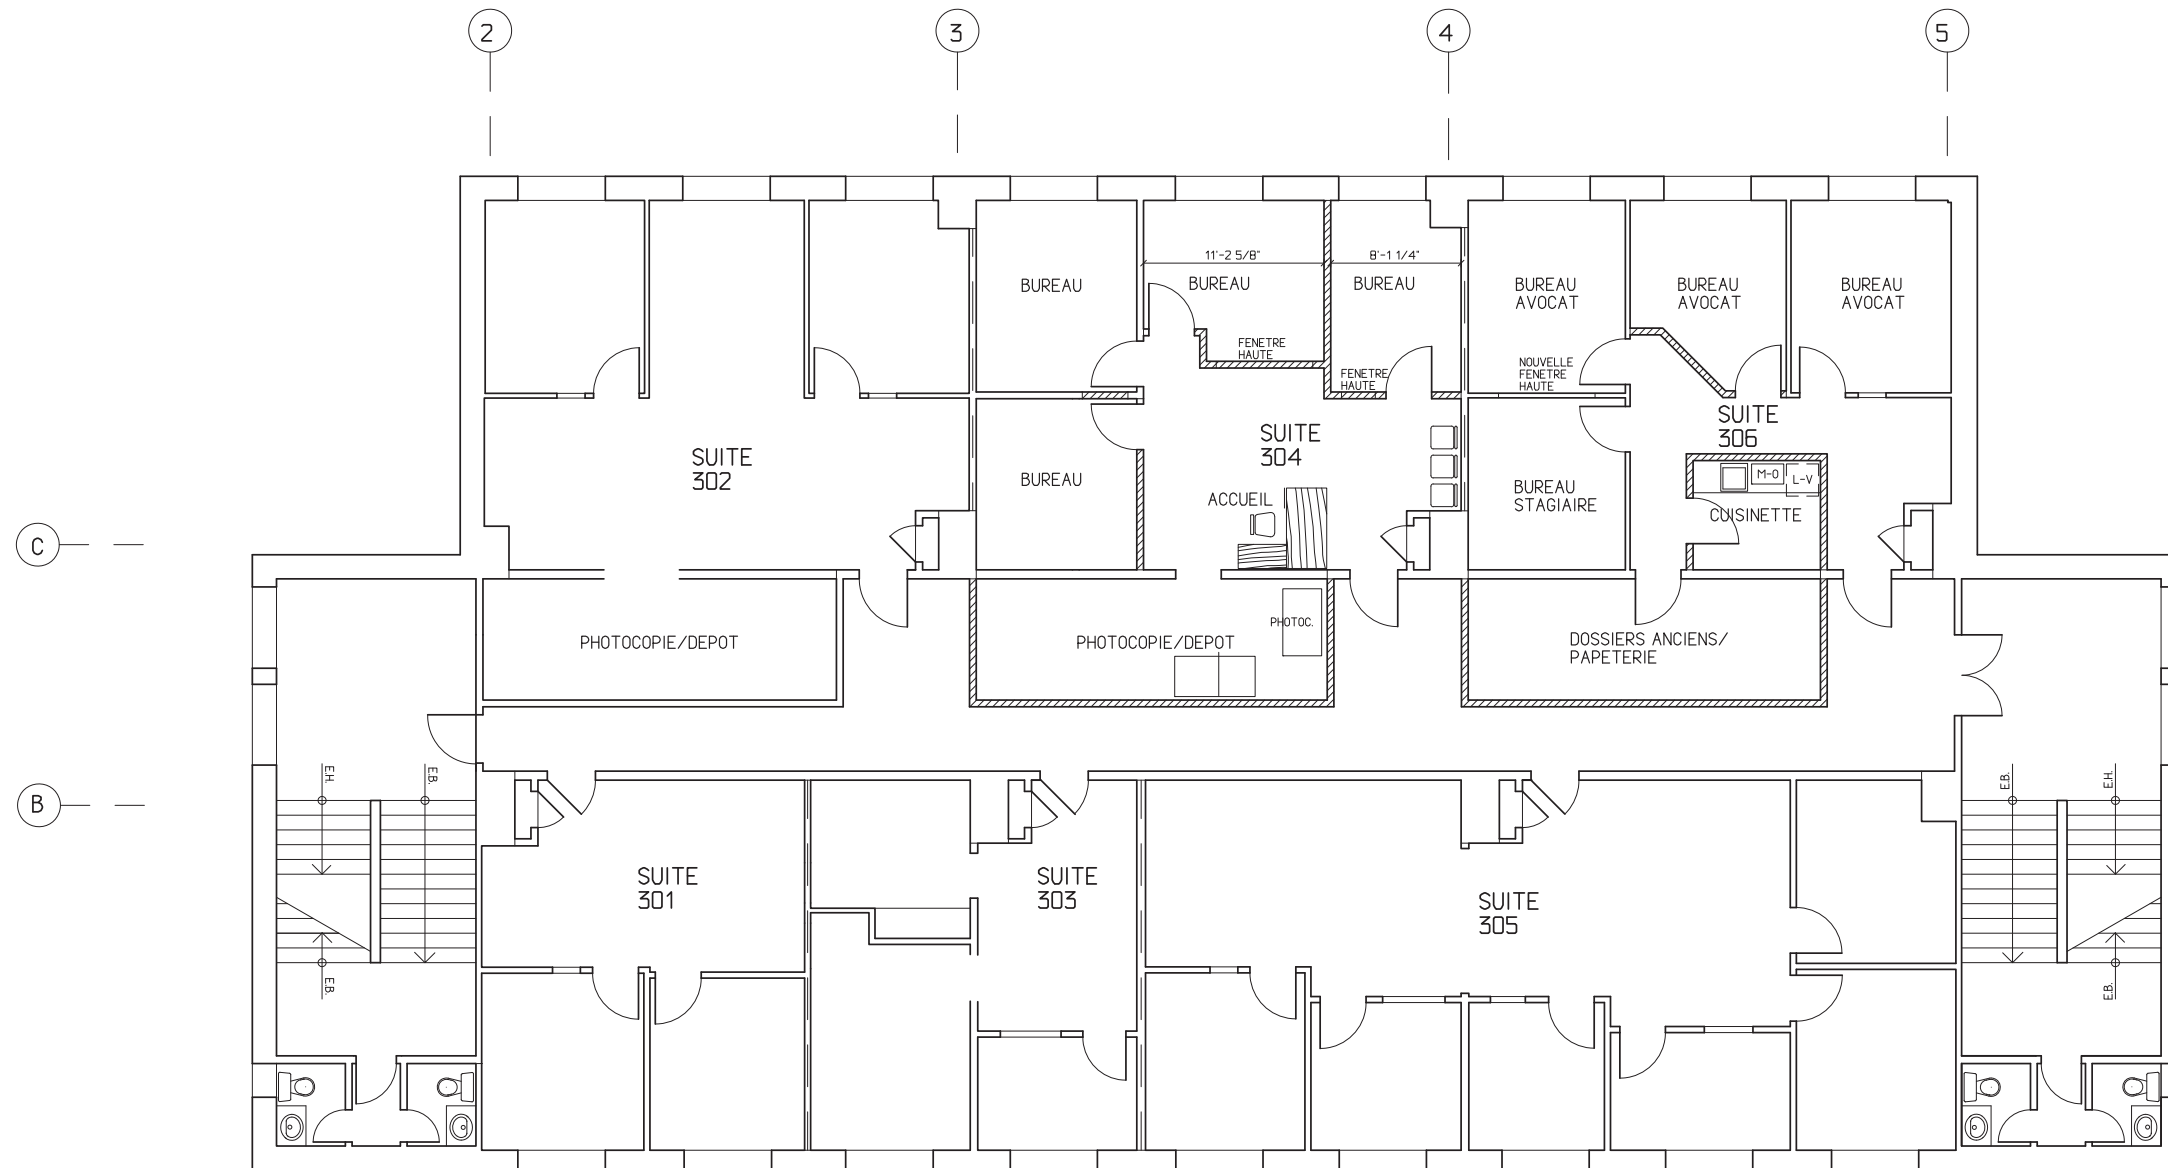 2
3
4
5
11'-2 5/8"
8'-1 1/4"
BUREAU
BUREAU
BUREAU
BUREAU
AVOCAT
BUREAU
AVOCAT
BUREAU
AVOCAT
FENETRE
HAUTE
FENETRE
HAUTE
NOUVELLE
FENETRE
HAUTE
SUITE
302
SUITE
304
SUITE
306
BUREAU
ACCUEIL
BUREAU
STAGIAIRE
M-O
L-V
CUISINETTE
C
PHOTOCOPIE/DEPOT
PHOTOCOPIE/DEPOT
PHOTOC.
DOSSIERS ANCIENS/
PAPETERIE
B
E.H.
E.B.
E.B.
E.H.
SUITE
301
SUITE
303
SUITE
305
E.B.
E.B.